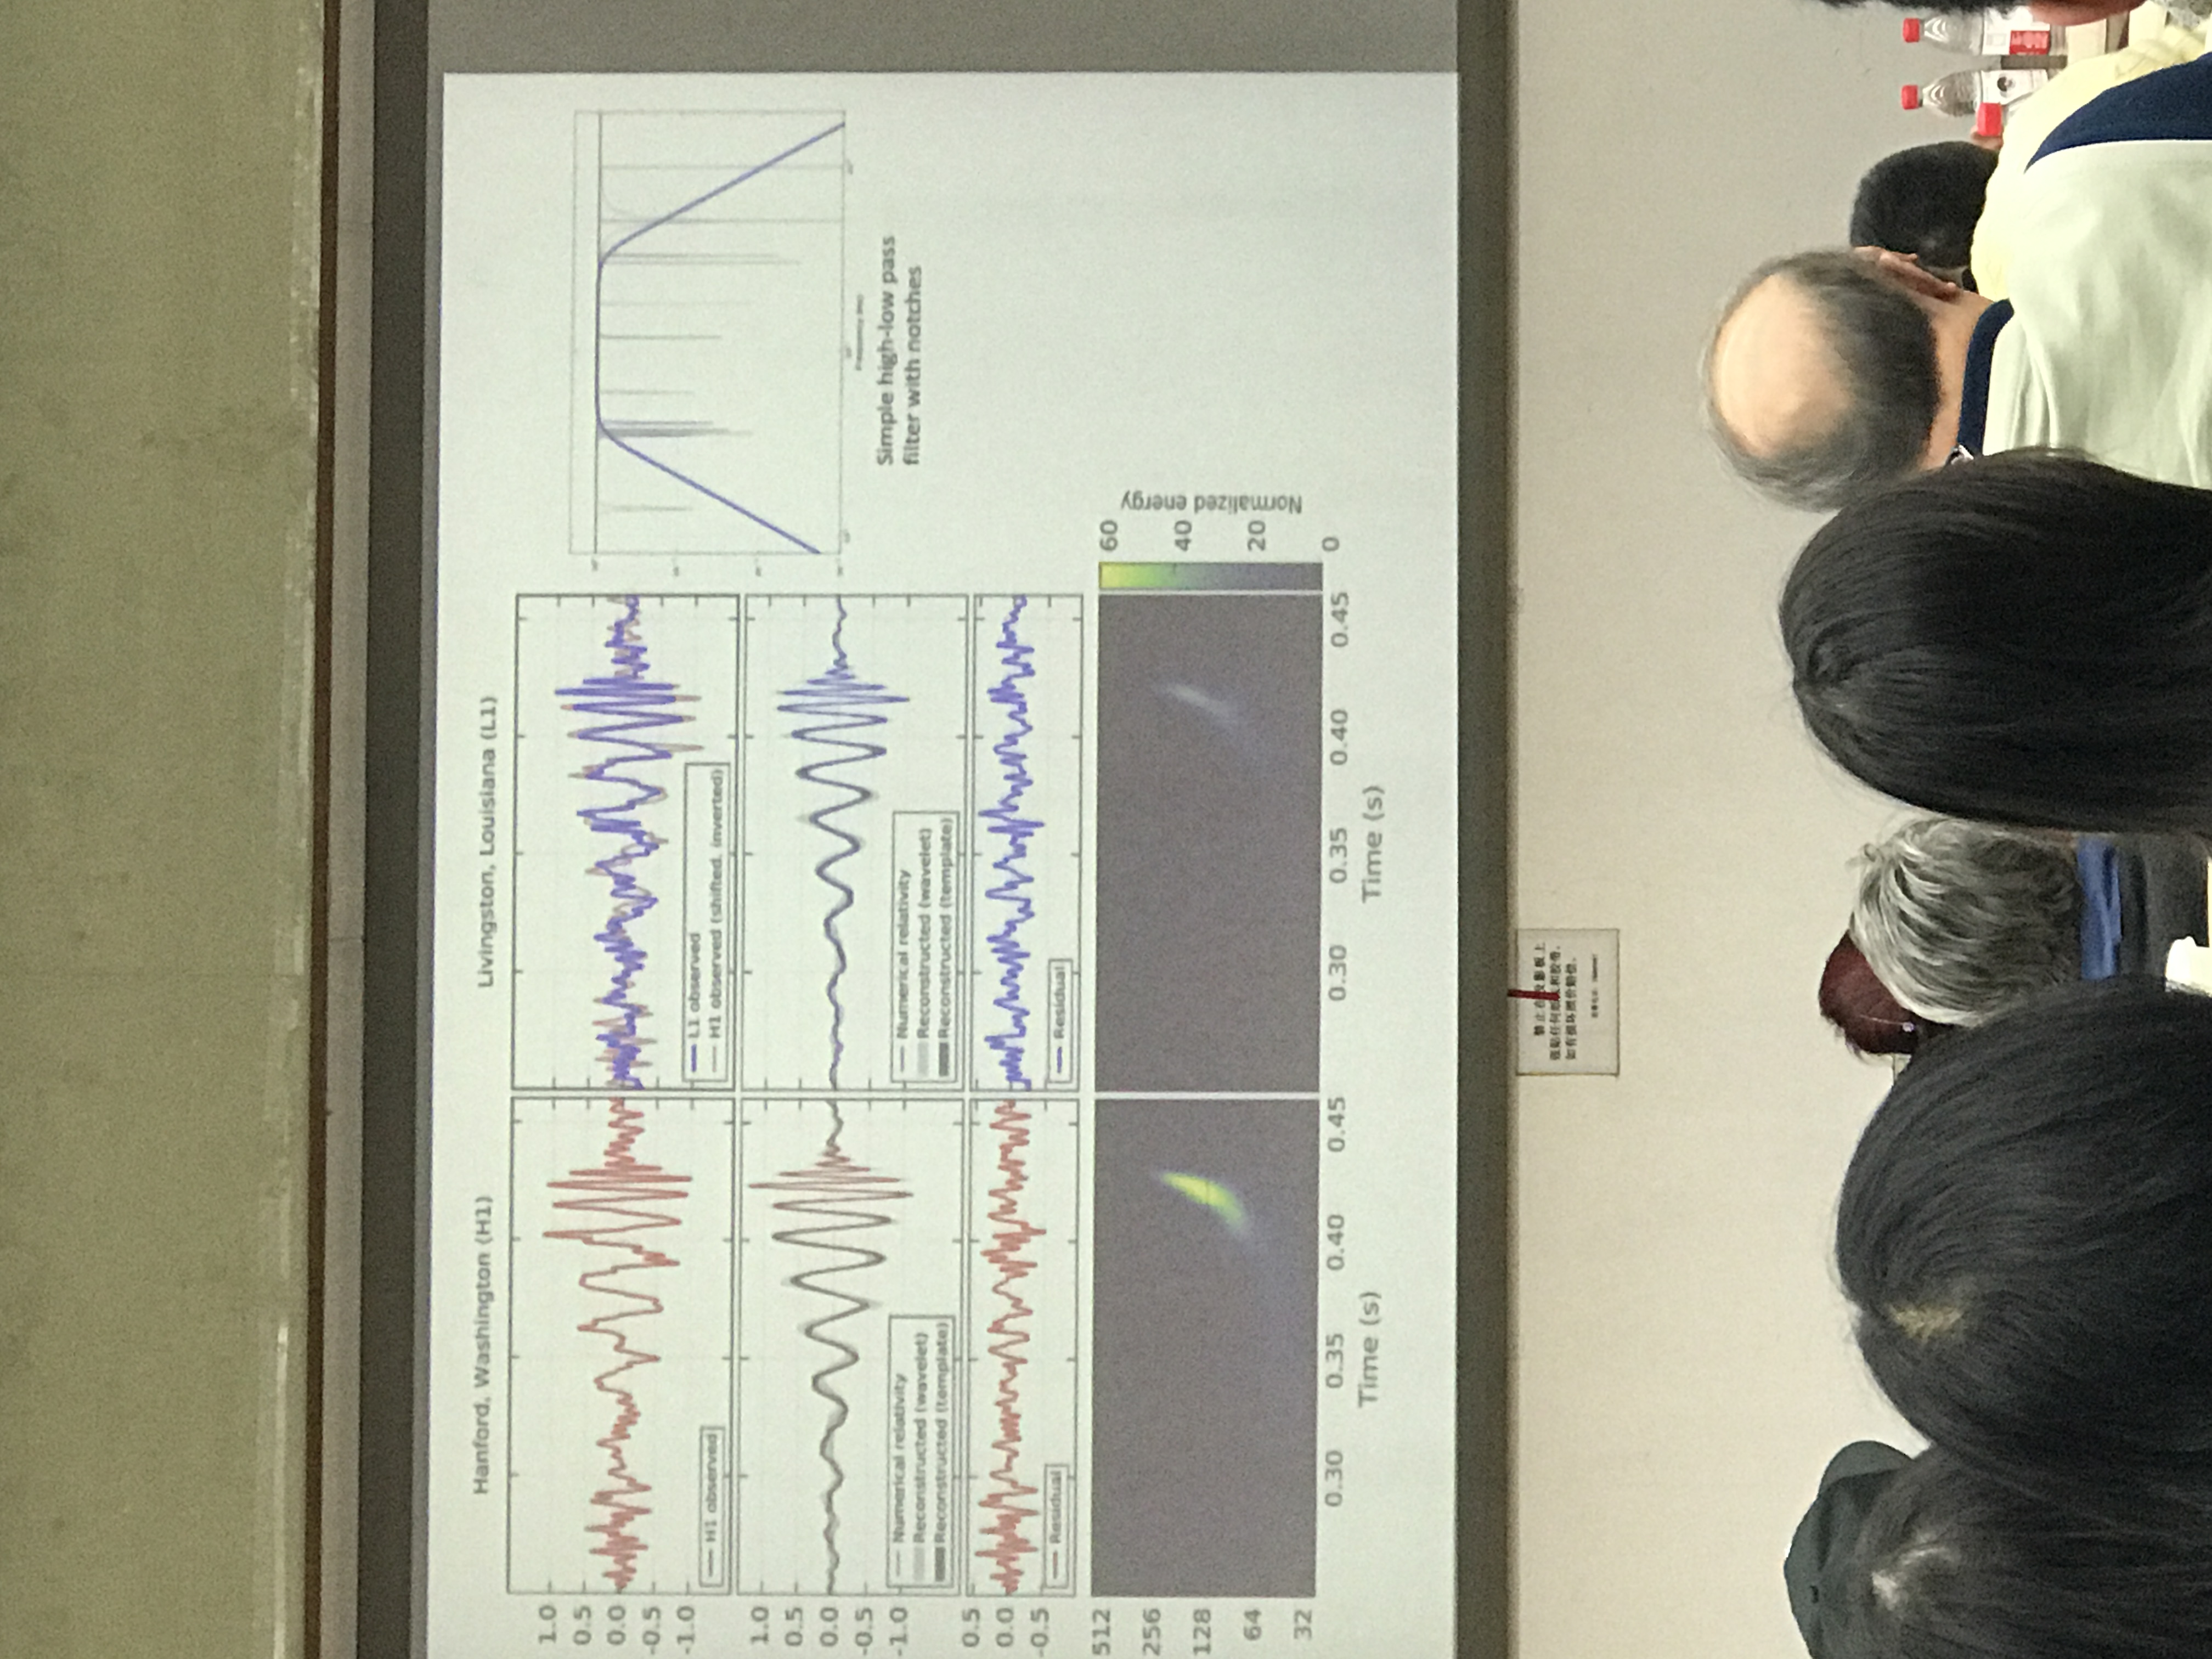 Hanford, Washington (H1)
Livingston, Louisiana (L1)
1.0
0.5
0.0
-0.5
-1.0
H1 observed
L1 observed
H1 observed (shifted, inverted)
1.0
0.5
0.0
-0.5
-1.0
Numerical relativity
Reconstructed (wavelet)
Reconstructed (template)
Numerical relativity
Reconstructed (wavelet)
Reconstructed (template)
0.5
0.0
-0.5
Residual
Residual
512
256
128
64
32
0.30 0.35 0.40 0.45
Time (s)
0.30 0.35 0.40 0.45
Time (s)
60
40
20
0
Normalized energy
Frequency (Hz)
Simple high-low pass
filter with notches
禁止在投影板上
张贴任何纸张和胶带,
如有损坏照价赔偿。